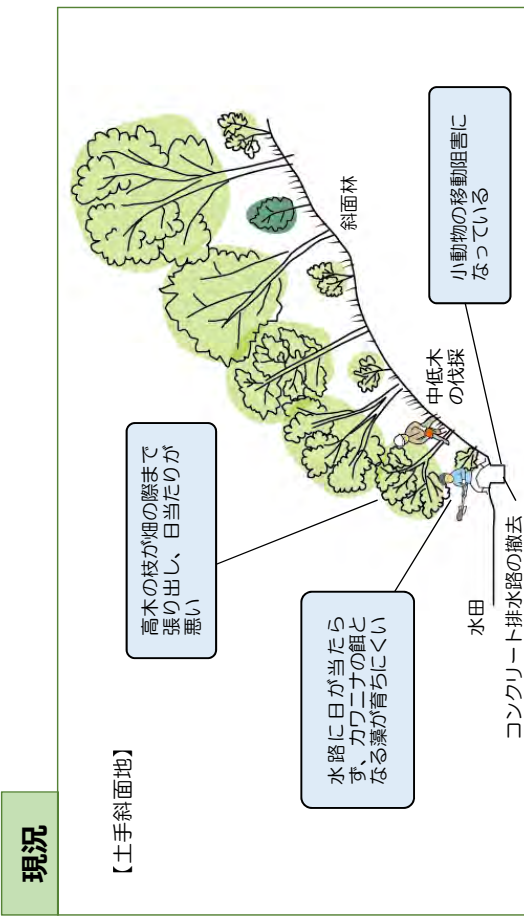 現況
【土手斜面地】
高木の枝が畑の際まで
張り出し、日当たりが
悪い
水路に日が当たら
ず、カワニナの餌と
なる藻が育ちにくい
斜面林
中低木
の伐採
小動物の移動阻害に
なっている
水田
コンクリート排水路の撤去